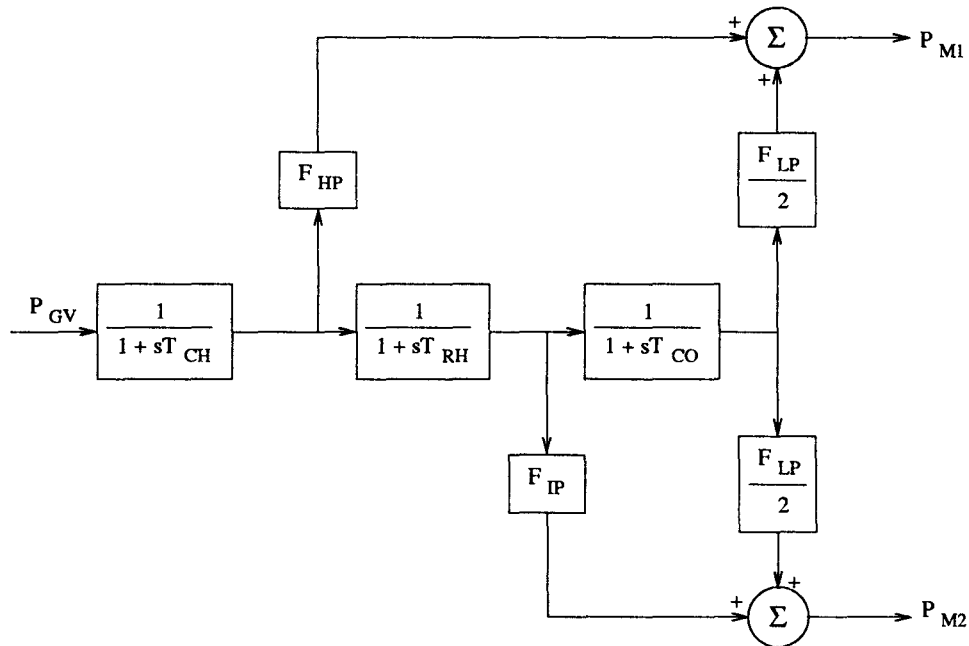 + Σ P M1
+
F LP
2
F HP
P GV
1
1 + sT CH
1
1 + sT RH
1
1 + sT CO
F LP
2
F IP
+
+ Σ P M2